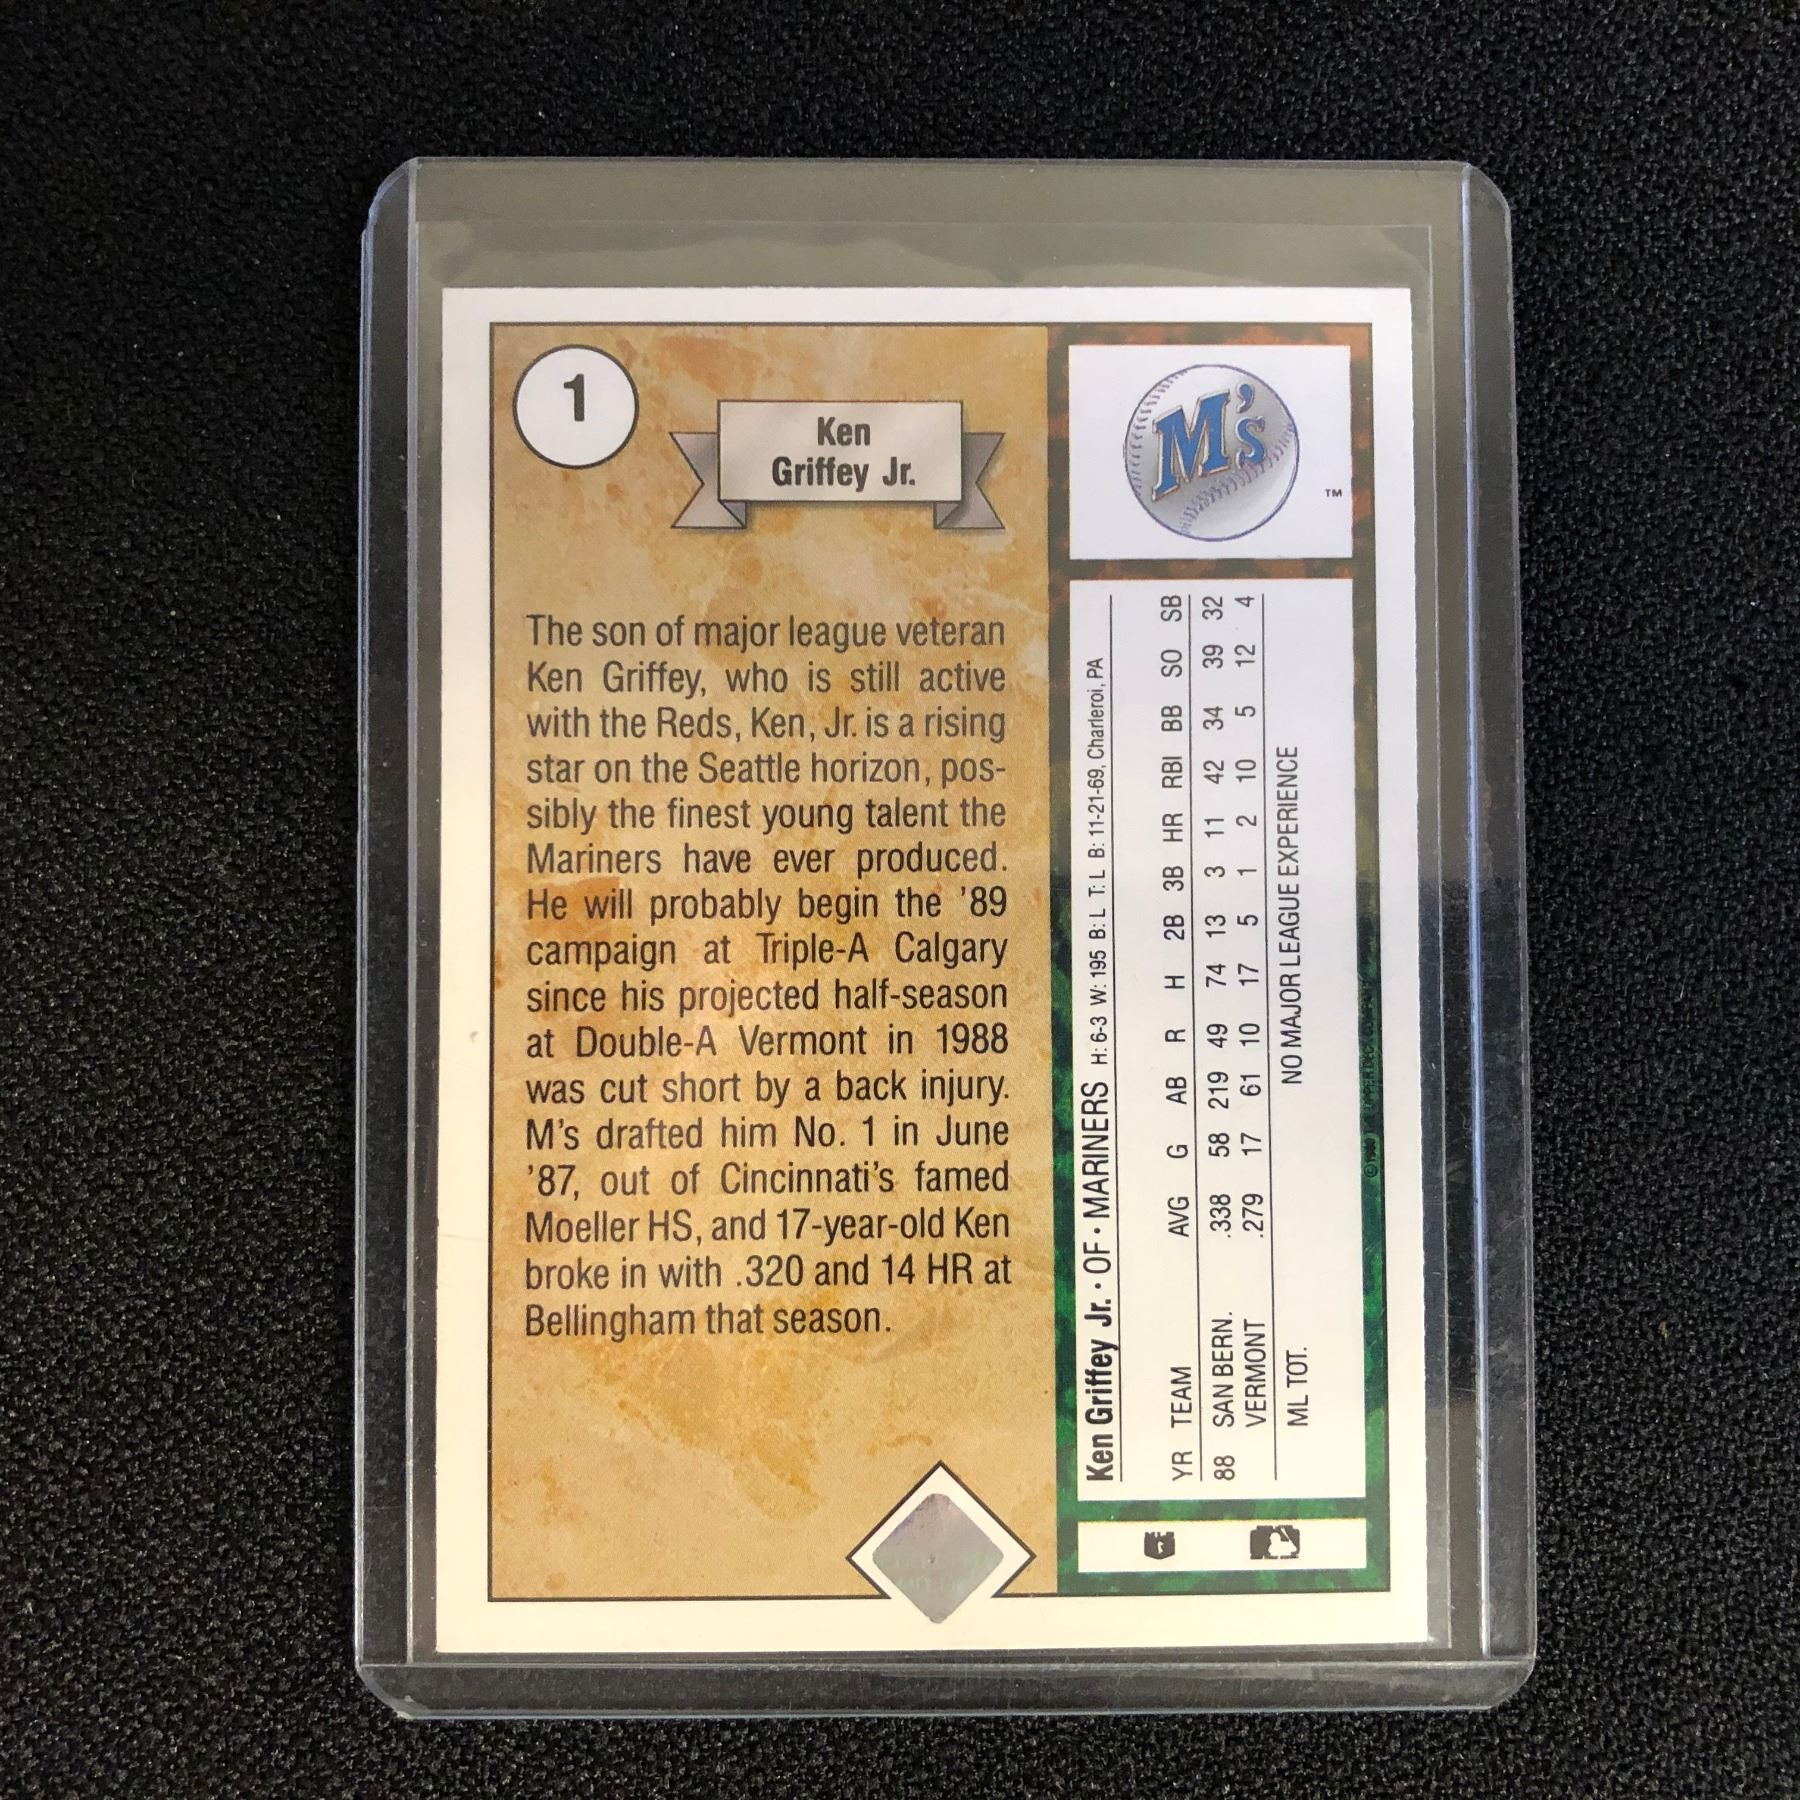 1
Ken
Griffey Jr.
The son of major league veteran
Ken Griffey, who is still active
with the Reds, Ken, Jr. is a rising
star on the Seattle horizon, pos-
sibly the finest young talent the
Mariners have ever produced.
He will probably begin the '89
campaign at Triple-A Calgary
since his projected half-season
at Double-A Vermont in 1988
was cut short by a back injury.
M's drafted him No. 1 in June
'87, out of Cincinnati's famed
Moeller HS, and 17-year-old Ken
broke in with .320 and 14 HR at
Bellingham that season.
M's
TM
Ken Griffey Jr. · OF · MARINERS H: 6-3 W: 195 B: L T: L B: 11-21-69, Charleroi, PA
YR TEAM AVG G AB R H 2B 3B HR RBI BB SO SB
88 SAN BERN. .338 58 219 49 74 13 3 11 42 34 39 32
VERMONT .279 17 61 10 17 5 1 2 10 5 12 4
ML TOT. NO MAJOR LEAGUE EXPERIENCE